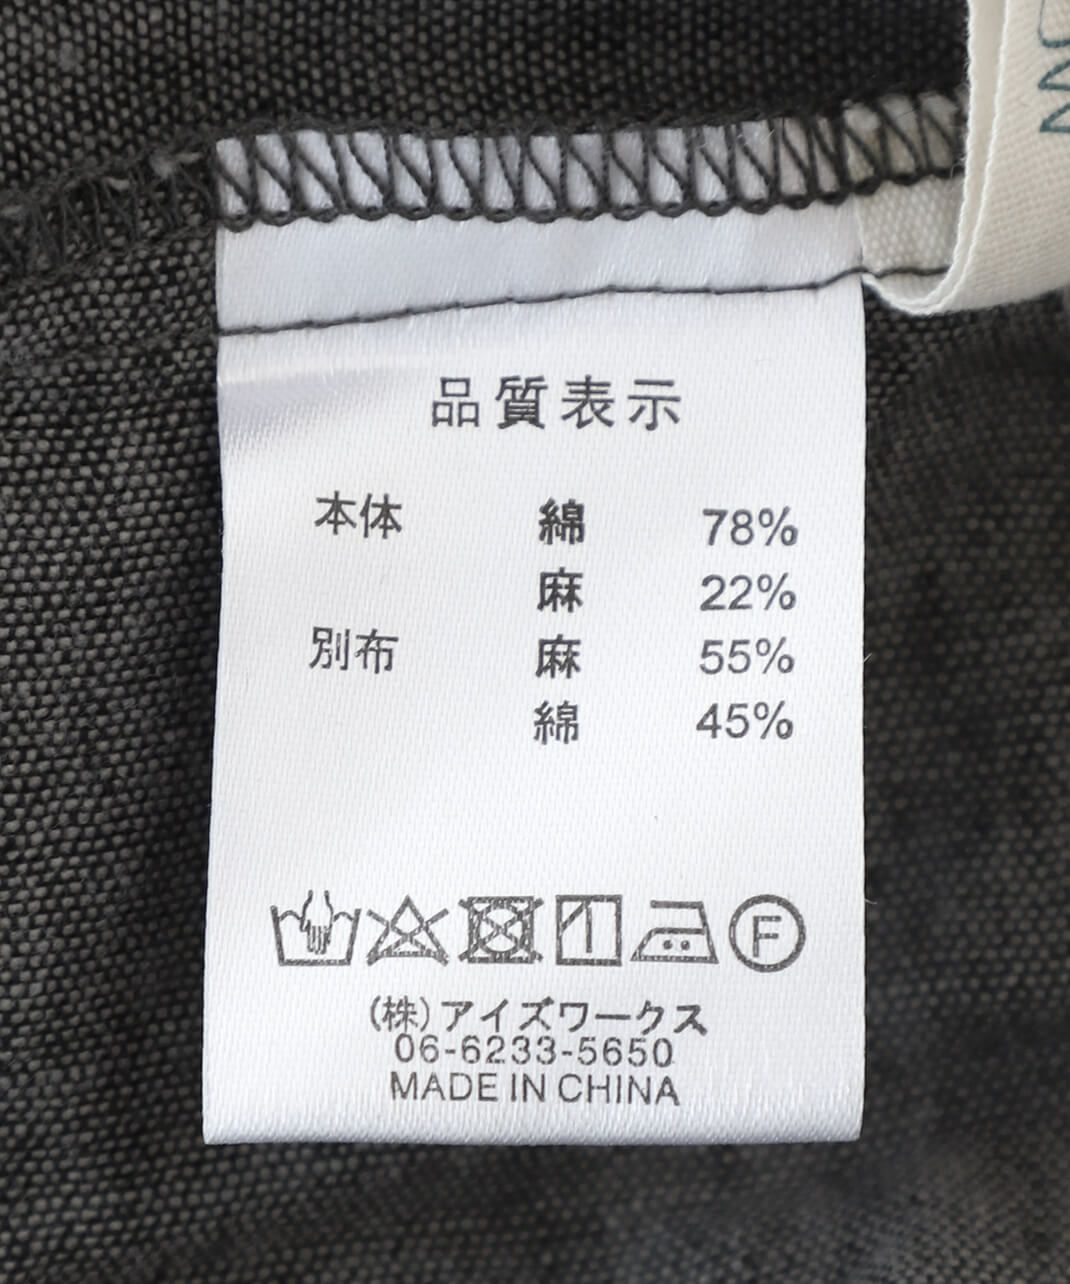 品質表示
本体 綿 78%
麻 22%
別布 麻 55%
綿 45%
F
(株)アイズワークス
06-6233-5650
MADE IN CHINA